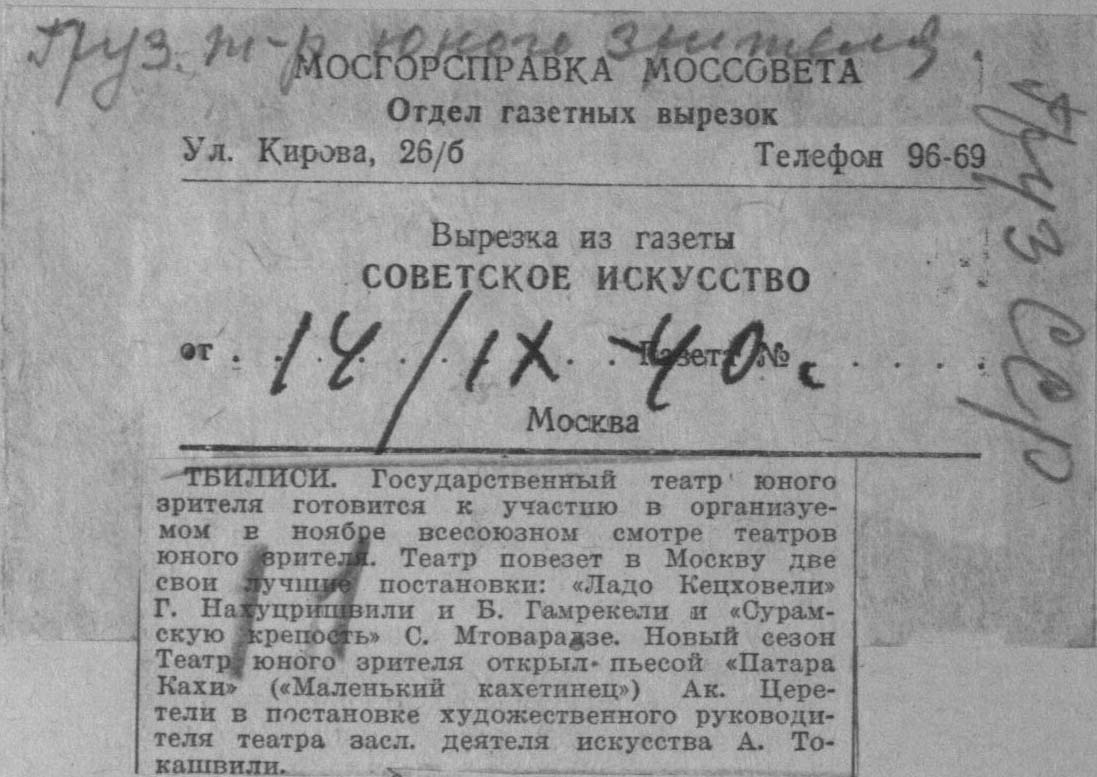 Груз. т-р юного зрителя.
МОСГОРСПРАВКА МОССОВЕТА
Отдел газетных вырезок
Ул. Кирова, 26/б Телефон 96-69
Вырезка из газеты
СОВЕТСКОЕ ИСКУССТВО
от . 14/IX 40 г. Газета № . . . .
Москва
Груз ССР
ТБИЛИСИ. Государственный театр юного
зрителя готовится к участию в организуе-
мом в ноябре всесоюзном смотре театров
юного зрителя. Театр повезет в Москву две
свои лучшие постановки: «Ладо Кецховели»
Г. Нахуцришвили и Б. Гамрекели и «Сурам-
скую крепость» С. Мтоварадзе. Новый сезон
Театр юного зрителя открыл пьесой «Патара
Кахи» («Маленький кахетинец») Ак. Цере-
тели в постановке художественного руководи-
теля театра засл. деятеля искусства А. То-
кашвили.